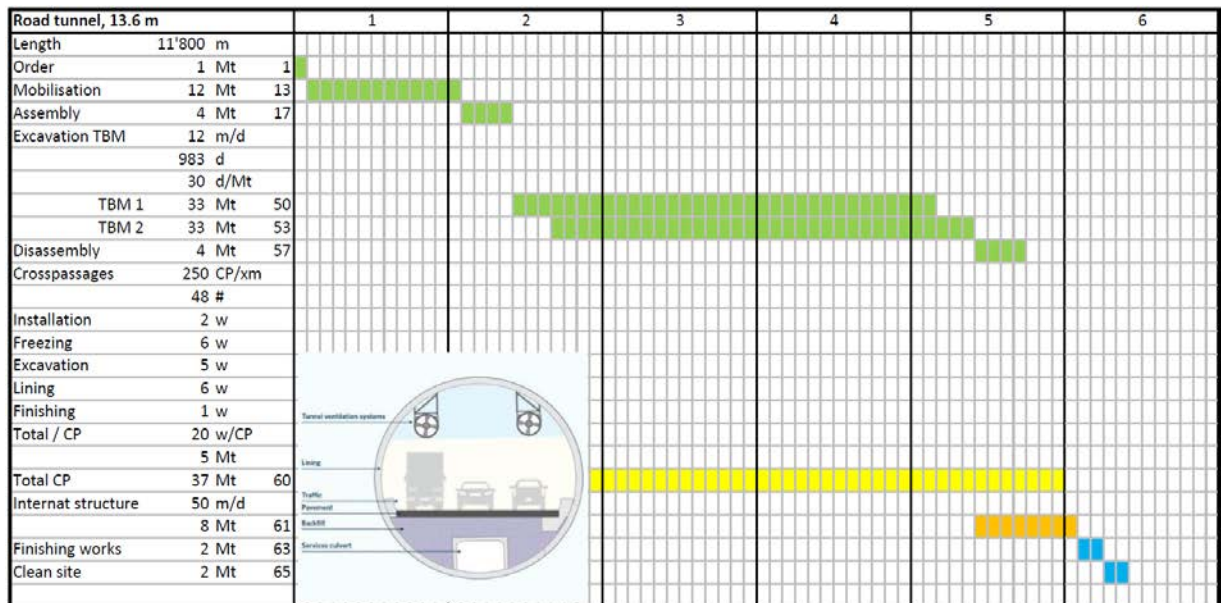 Road tunnel, 13.6 m 1 2 3 4 5 6
Length 11'800 m
Order 1 Mt 1
Mobilisation 12 Mt 13
Assembly 4 Mt 17
Excavation TBM 12 m/d
983 d
30 d/Mt
TBM 1 33 Mt 50
TBM 2 33 Mt 53
Disassembly 4 Mt 57
Crosspassages 250 CP/xm
48 #
Installation 2 w
Freezing 6 w
Excavation 5 w
Lining 6 w
Finishing 1 w
Total / CP 20 w/CP
5 Mt
Total CP 37 Mt 60
Internat structure 50 m/d
8 Mt 61
Finishing works 2 Mt 63
Clean site 2 Mt 65
Tunnel ventilation systems
Lining
Traffic
Pavement
Backfill
Services culvert